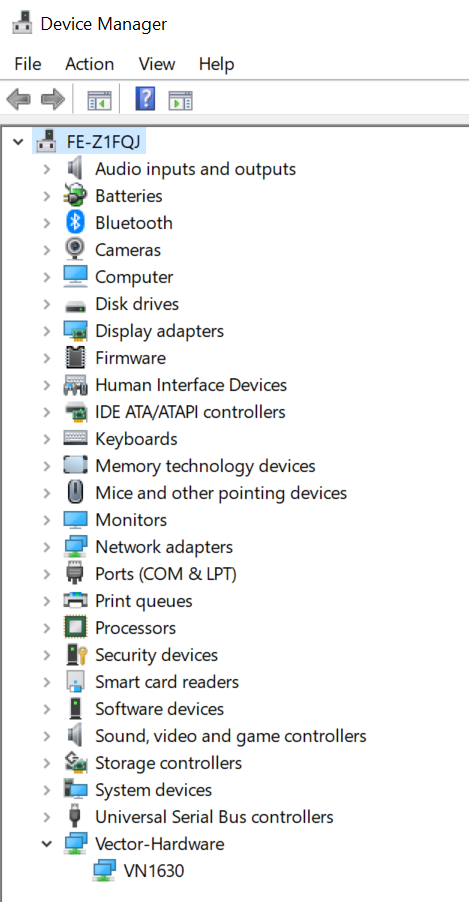 Device Manager
File Action View Help
FE-Z1FQJ
Audio inputs and outputs
Batteries
Bluetooth
Cameras
Computer
Disk drives
Display adapters
Firmware
Human Interface Devices
IDE ATA/ATAPI controllers
Keyboards
Memory technology devices
Mice and other pointing devices
Monitors
Network adapters
Ports (COM & LPT)
Print queues
Processors
Security devices
Smart card readers
Software devices
Sound, video and game controllers
Storage controllers
System devices
Universal Serial Bus controllers
Vector-Hardware
VN1630